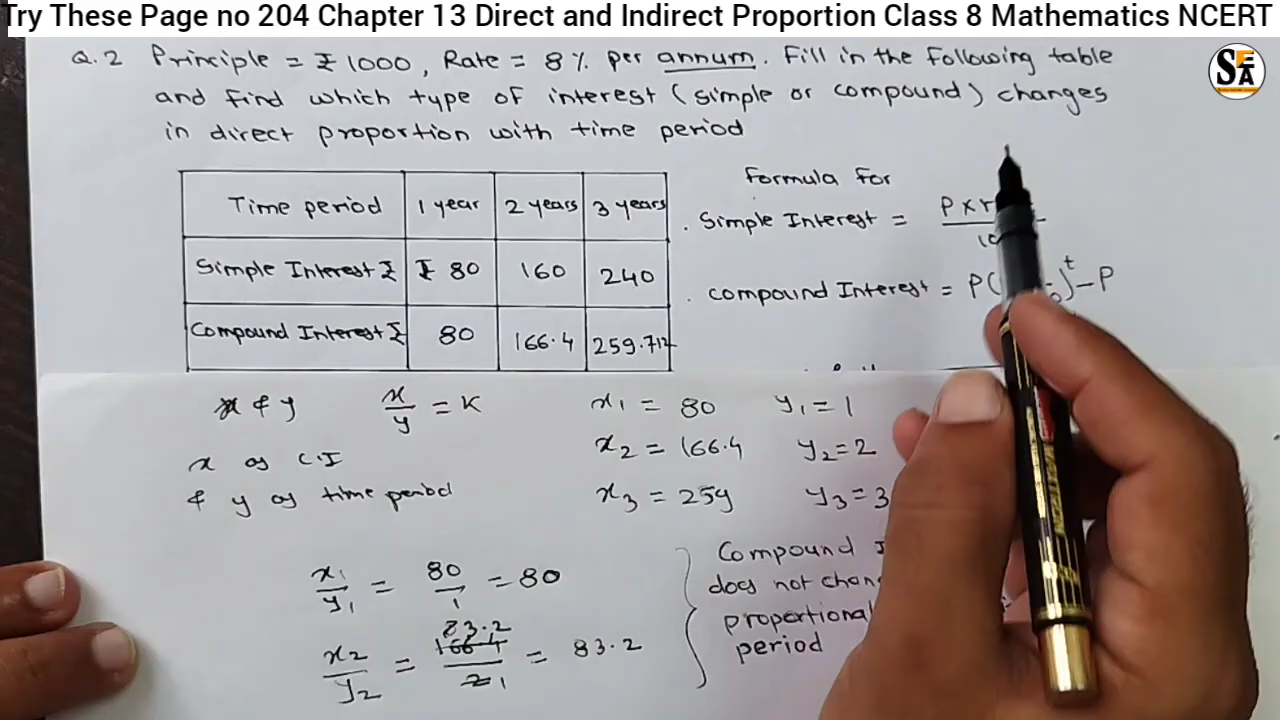 Try These Page no 204 Chapter 13 Direct and Indirect Proportion Class 8 Mathematics NCERT
SFA
Q.2 Principle = ₹ 1000, Rate = 8% per annum. Fill in the following table
and find which type of interest (simple or compound) changes
in direct proportion with time period
Time period 1 year 2 years 3 years
Simple Interest ₹ ₹ 80 160 240
Compound Interest ₹ 80 166.4 259.712
Formula for
Simple Interest =
Compound Interest = P( )^t - P
x & y x/y = K
x as C.I
& y as time period
x1 = 80 y1 = 1
x2 = 166.4 y2 = 2
x3 = 259 y3 = 3
x1/y1 = 80/1 = 80
x2/y2 = 83.2/1 = 83.2
Compound
does not
proportional
period